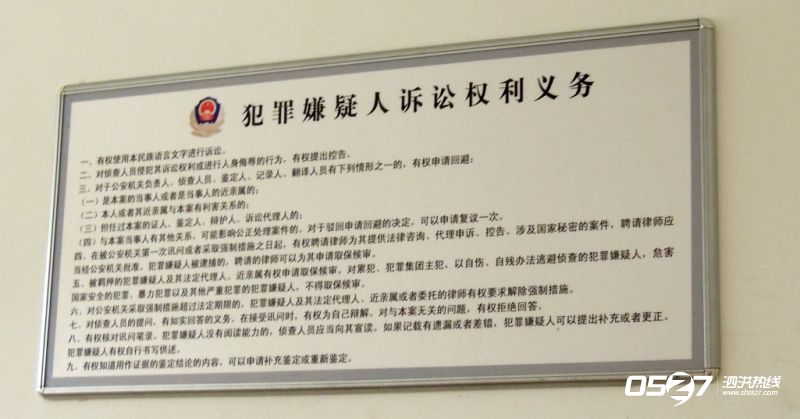 犯罪嫌疑人诉讼权利义务
一、有权使用本民族语言文字进行诉讼。
二、对侦查人员侵犯其诉讼权利或进行人身侮辱的行为，有权提出控告。
三、对于公安机关负责人、侦查人员、鉴定人、记录人、翻译人员有下列情形之一的，有权申请回避：
（一）是本案的当事人或者是当事人的近亲属的；
（二）本人或者其近亲属与本案有利害关系的；
（三）担任过本案的证人、鉴定人、辩护人、诉讼代理人的；
（四）与本案当事人有其他关系，可能影响公正处理案件的，对于驳回申请回避的决定，可以申请复议一次。
四、在被公安机关第一次讯问或者采取强制措施之日起，有权聘请律师为其提供法律咨询、代理申诉、控告。涉及国家秘密的案件，聘请律师应
当经公安机关批准。犯罪嫌疑人被逮捕的，聘请的律师可以为其申请取保候审。
五、被羁押的犯罪嫌疑人及其法定代理人、近亲属有权申请取保候审。对累犯、犯罪集团主犯，以自伤、自残办法逃避侦查的犯罪嫌疑人，危害
国家安全的犯罪、暴力犯罪以及其他严重犯罪的犯罪嫌疑人，不得取保候审。
六、对公安机关采取强制措施超过法定期限的，犯罪嫌疑人及其法定代理人、近亲属或者委托的律师有权要求解除强制措施。
七、对侦查人员的提问，有如实回答的义务。在接受讯问时，有权为自己辩解。对与本案无关的问题，有权拒绝回答。
八、有权核对讯问笔录。犯罪嫌疑人没有阅读能力的，侦查人员应当向其宣读。如果记载有遗漏或者差错，犯罪嫌疑人可以提出补充或者更正。
犯罪嫌疑人有权自行书写供述。
九、有权知道用作证据的鉴定结论的内容，可以申请补充鉴定或重新鉴定。
0527 泗洪热线
www.sh0527.com